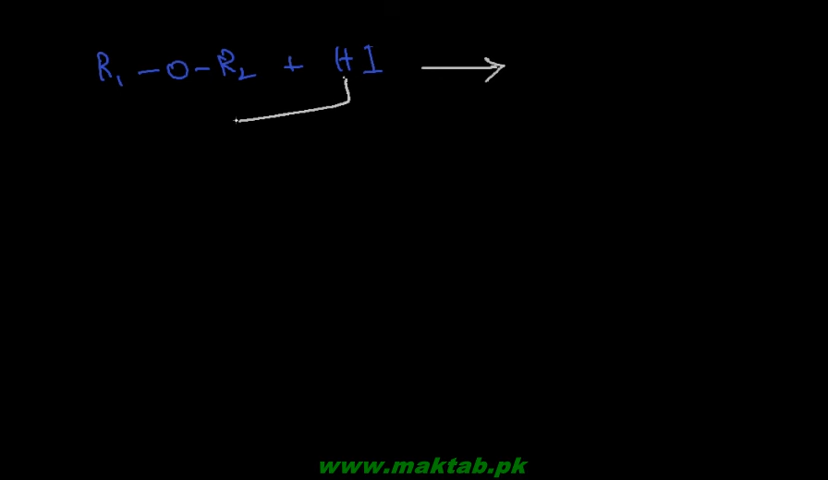 R₁ - O - R₂ + HI →
www.maktab.pk